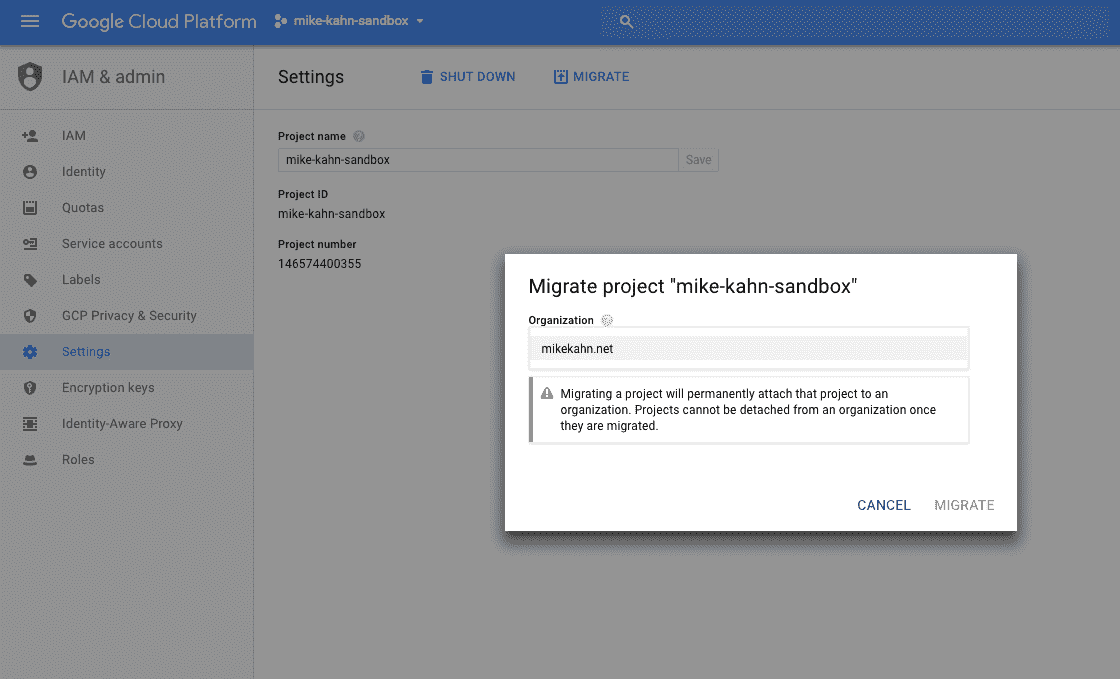 Google Cloud Platform mike-kahn-sandbox
IAM & admin
Settings SHUT DOWN MIGRATE
IAM
Identity
Quotas
Service accounts
Labels
GCP Privacy & Security
Settings
Encryption keys
Identity-Aware Proxy
Roles
Project name
mike-kahn-sandbox Save
Project ID
mike-kahn-sandbox
Project number
146574400355
Migrate project "mike-kahn-sandbox"
Organization
mikekahn.net
Migrating a project will permanently attach that project to an
organization. Projects cannot be detached from an organization once
they are migrated.
CANCEL MIGRATE